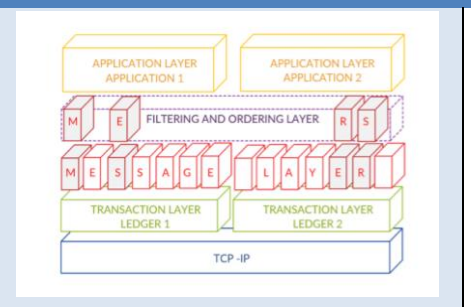 APPLICATION LAYER APPLICATION LAYER
APPLICATION 1 APPLICATION 2
M E FILTERING AND ORDERING LAYER R S
M E S S A G E L A Y E R
TRANSACTION LAYER TRANSACTION LAYER
LEDGER 1 LEDGER 2
TCP -IP